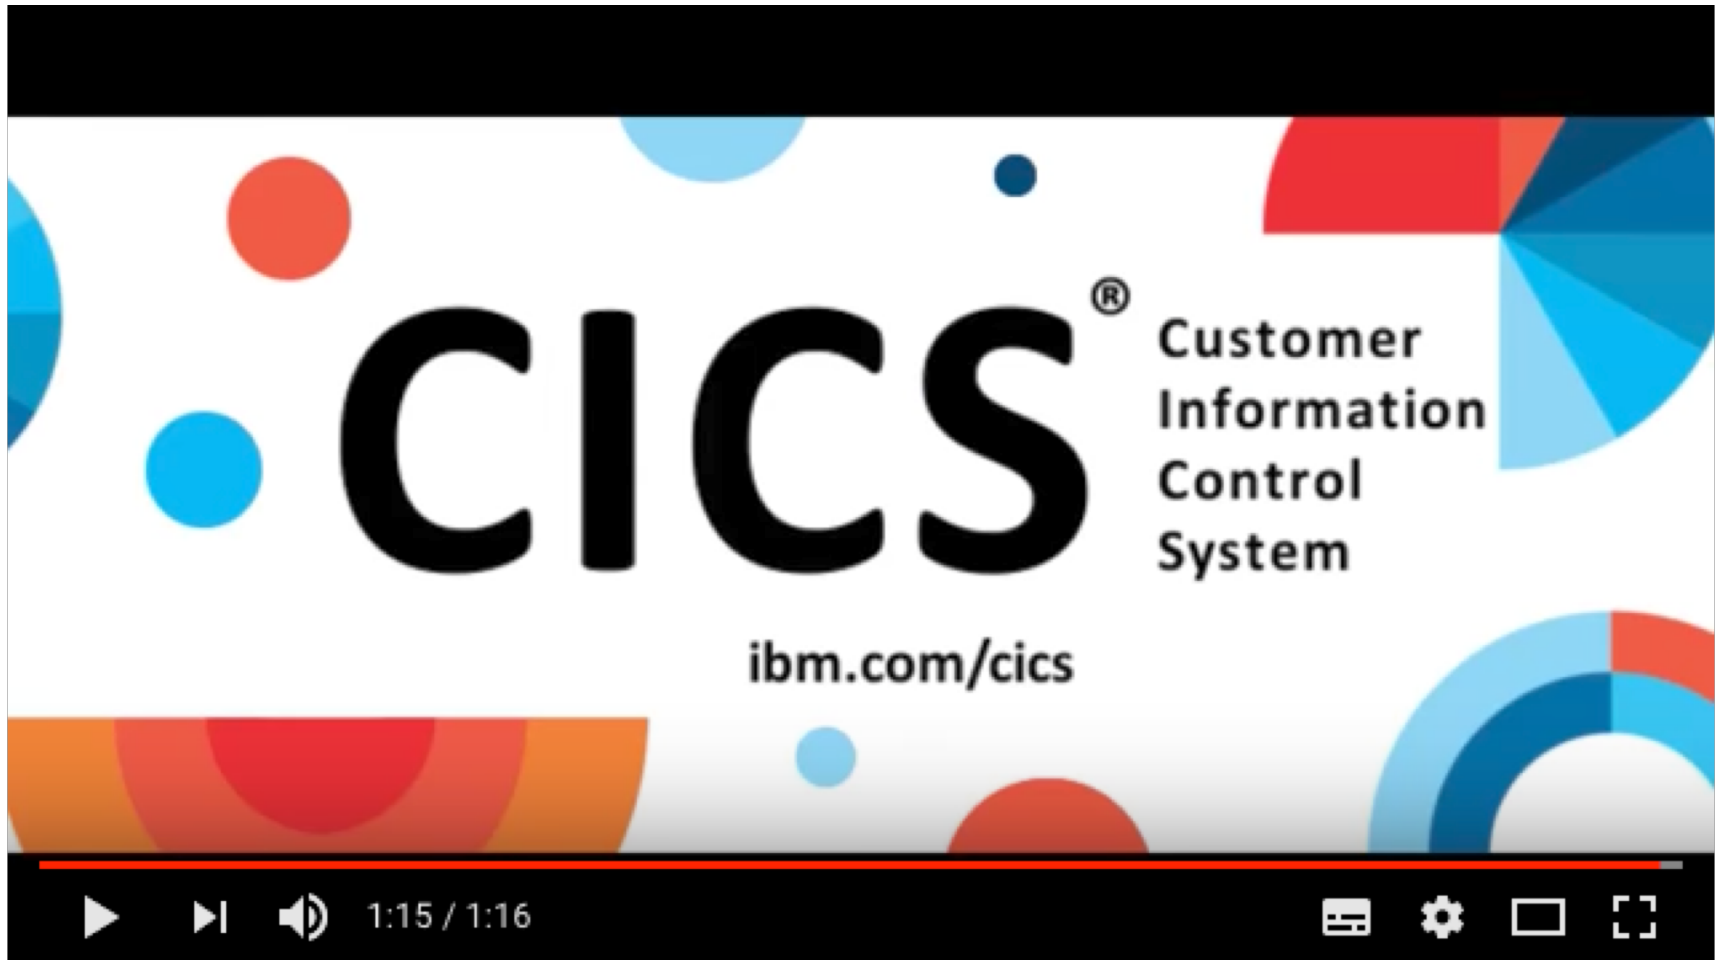 CICS®
Customer
Information
Control
System
ibm.com/cics
1:15 / 1:16